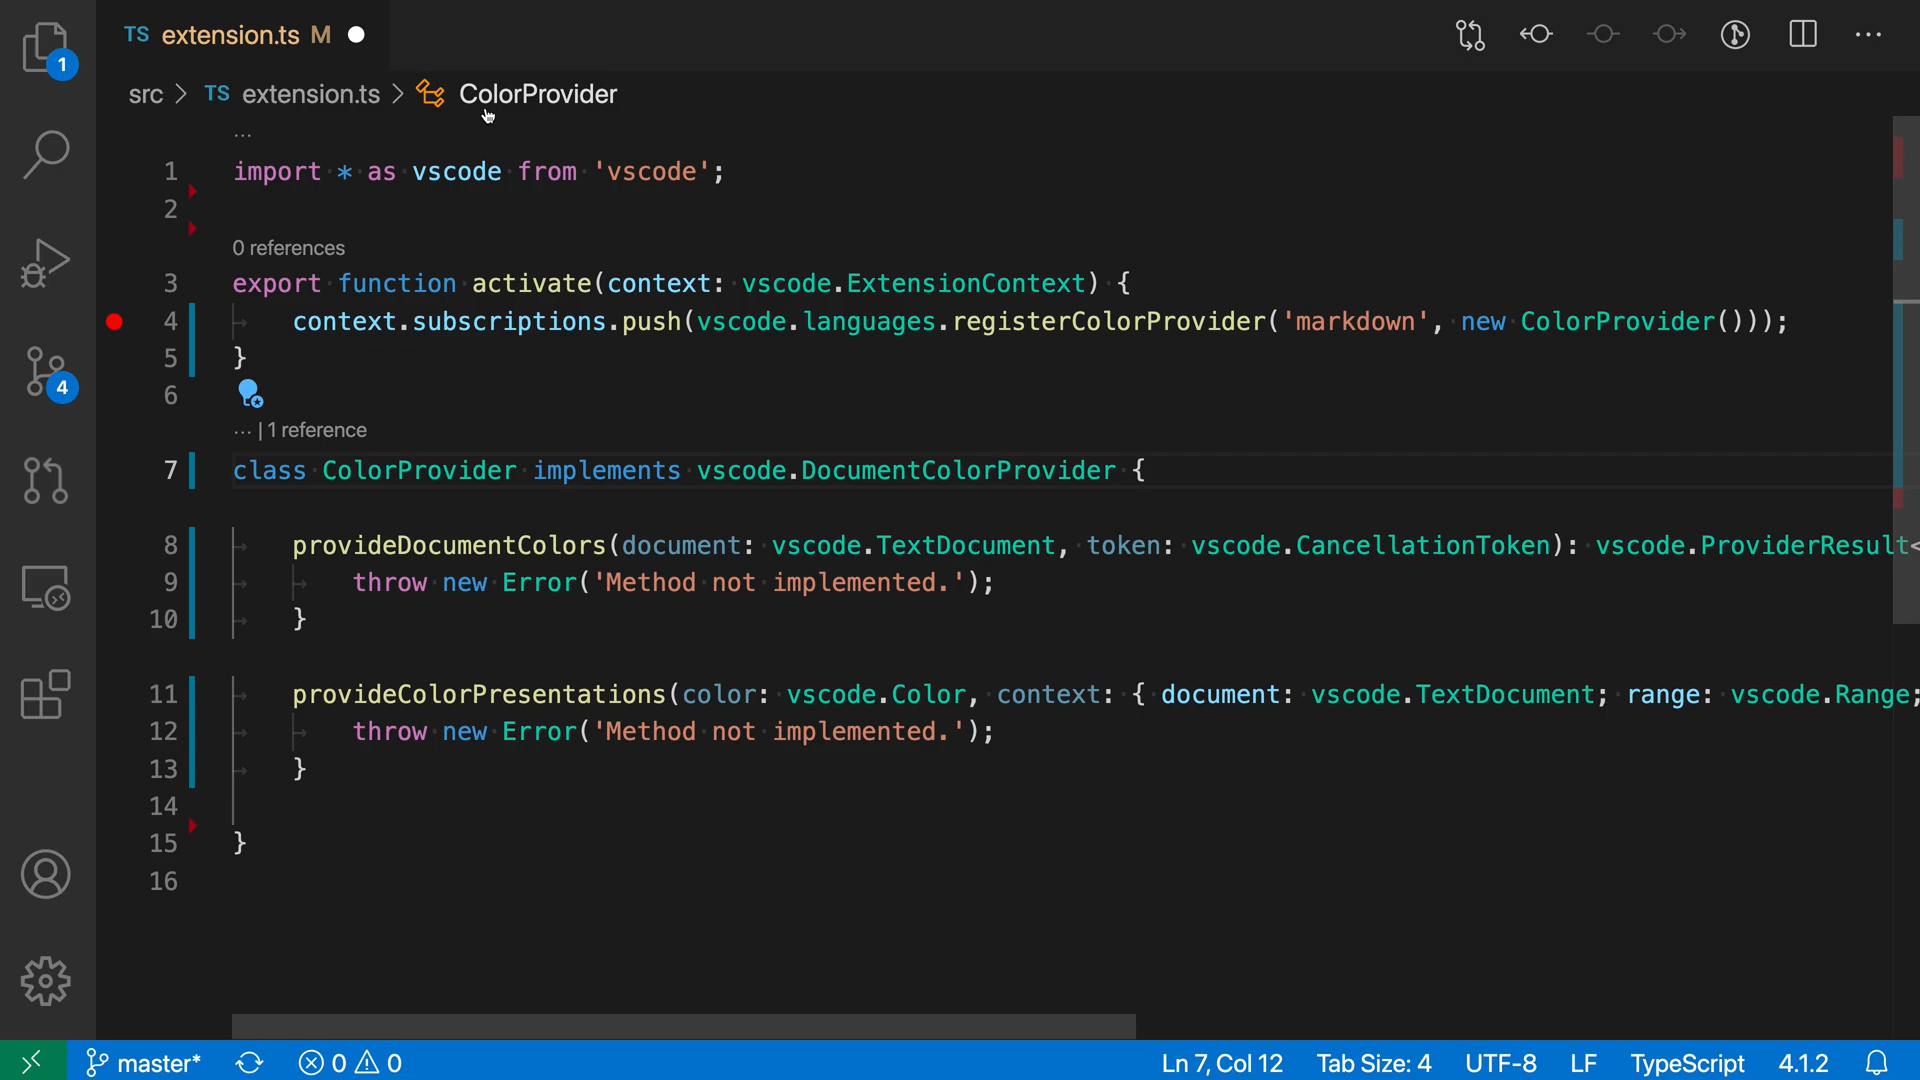 TS extension.ts M
src > TS extension.ts > ColorProvider
...
1 import * as vscode from 'vscode';
2
0 references
3 export function activate(context: vscode.ExtensionContext) {
4 context.subscriptions.push(vscode.languages.registerColorProvider('markdown', new ColorProvider()));
5 }
6
... | 1 reference
7 class ColorProvider implements vscode.DocumentColorProvider {
8 provideDocumentColors(document: vscode.TextDocument, token: vscode.CancellationToken): vscode.ProviderResult<
9 throw new Error('Method not implemented.');
10 }
11 provideColorPresentations(color: vscode.Color, context: { document: vscode.TextDocument; range: vscode.Range;
12 throw new Error('Method not implemented.');
13 }
14
15 }
16
1
4
master* 0 0 Ln 7, Col 12 Tab Size: 4 UTF-8 LF TypeScript 4.1.2